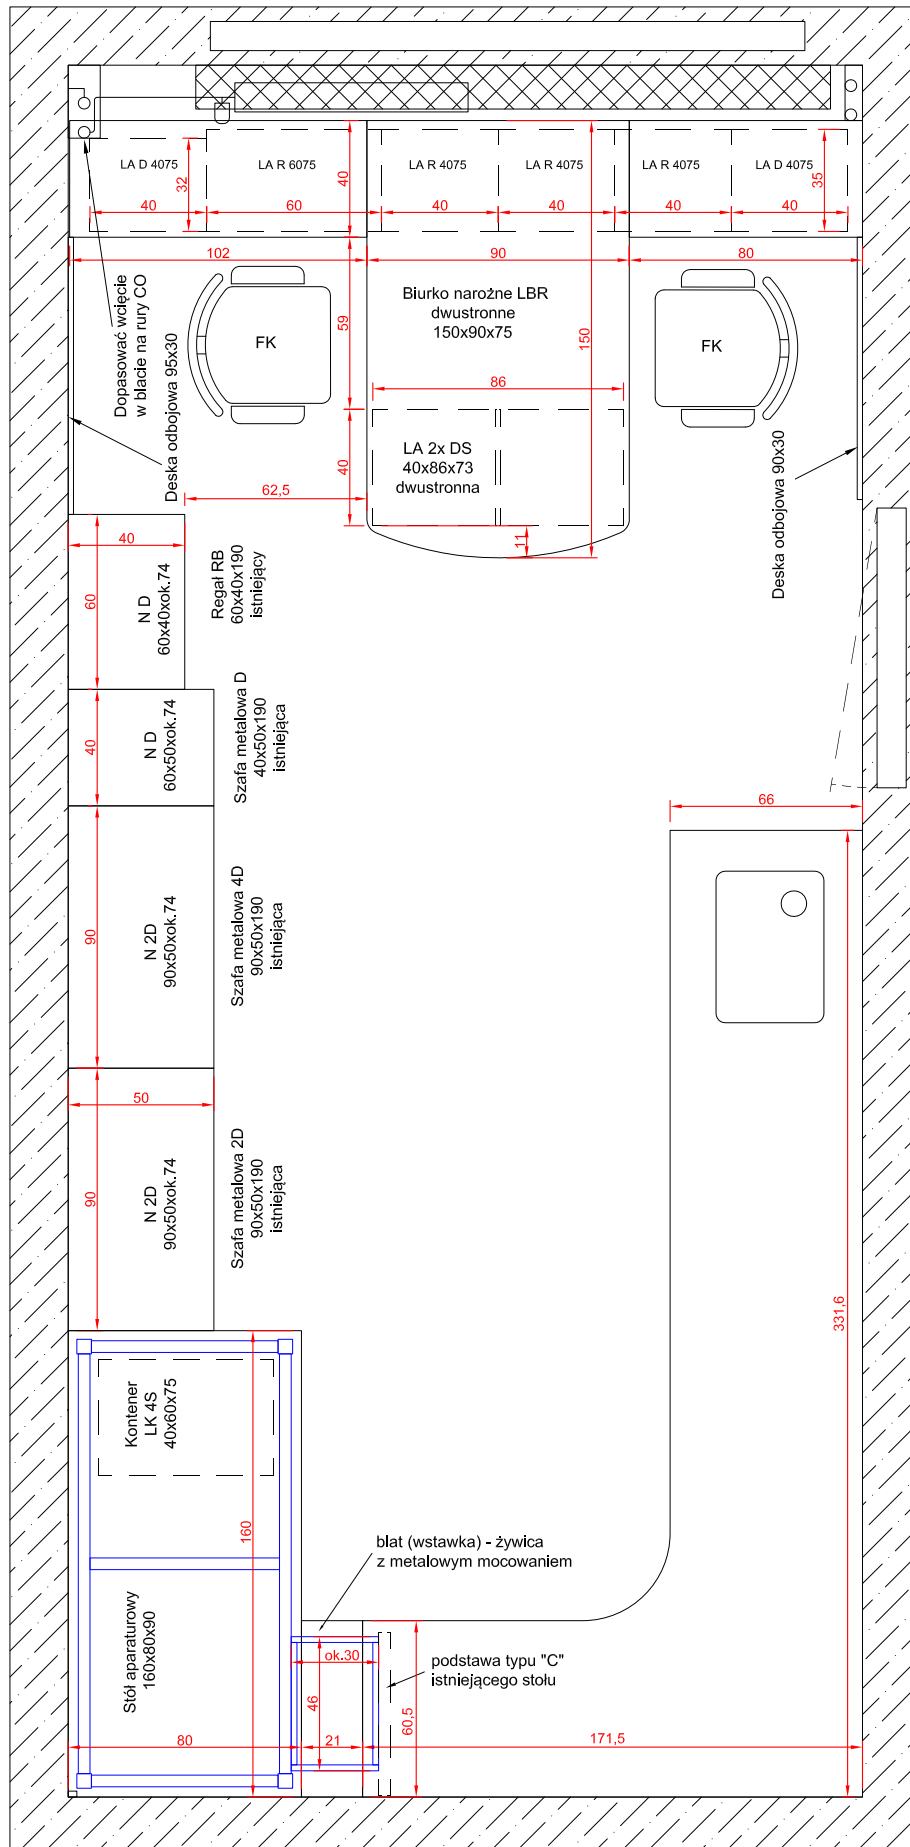 LA D 4075
LA R 6075
LA R 4075
LA R 4075
LA R 4075
LA D 4075
32
40
35
40
60
40
40
40
40
102
90
80
Dopasować wcięcie
w blacie na rury CO
Deska odbojowa 95x30
FK
59
Biurko narożne LBR
dwustronne
150x90x75
150
FK
86
40
LA 2x DS
40x86x73
dwustronna
Deska odbojowa 90x30
62,5
11
40
60
N D
60x40xok.74
Regał RB
60x40x190
istniejący
40
N D
60x50xok.74
Szafa metalowa D
40x50x190
istniejąca
66
90
N 2D
90x50xok.74
Szafa metalowa 4D
90x50x190
istniejąca
50
90
N 2D
90x50xok.74
Szafa metalowa 2D
90x50x190
istniejąca
331,6
Kontener
LK 4S
40x60x75
160
blat (wstawka) - żywica
z metalowym mocowaniem
Stół aparaturowy
160x80x90
ok.30
46
podstawa typu "C"
istniejącego stołu
60,5
80
21
171,5